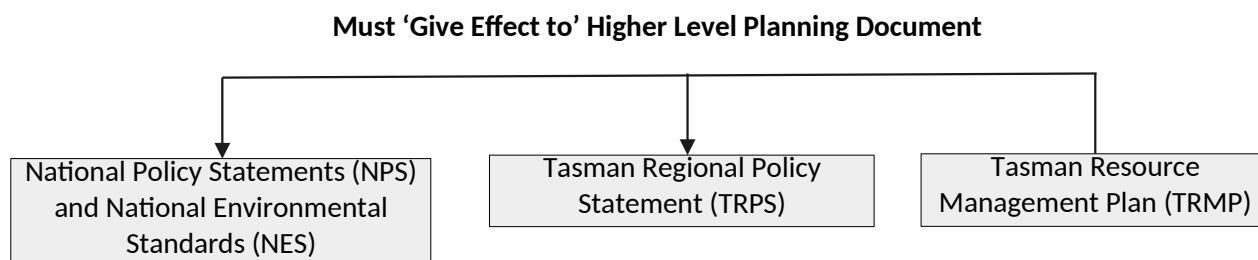 Must ‘Give Effect to’ Higher Level Planning Document
National Policy Statements (NPS)
and National Environmental
Standards (NES)
Tasman Regional Policy
Statement (TRPS)
Tasman Resource
Management Plan (TRMP)